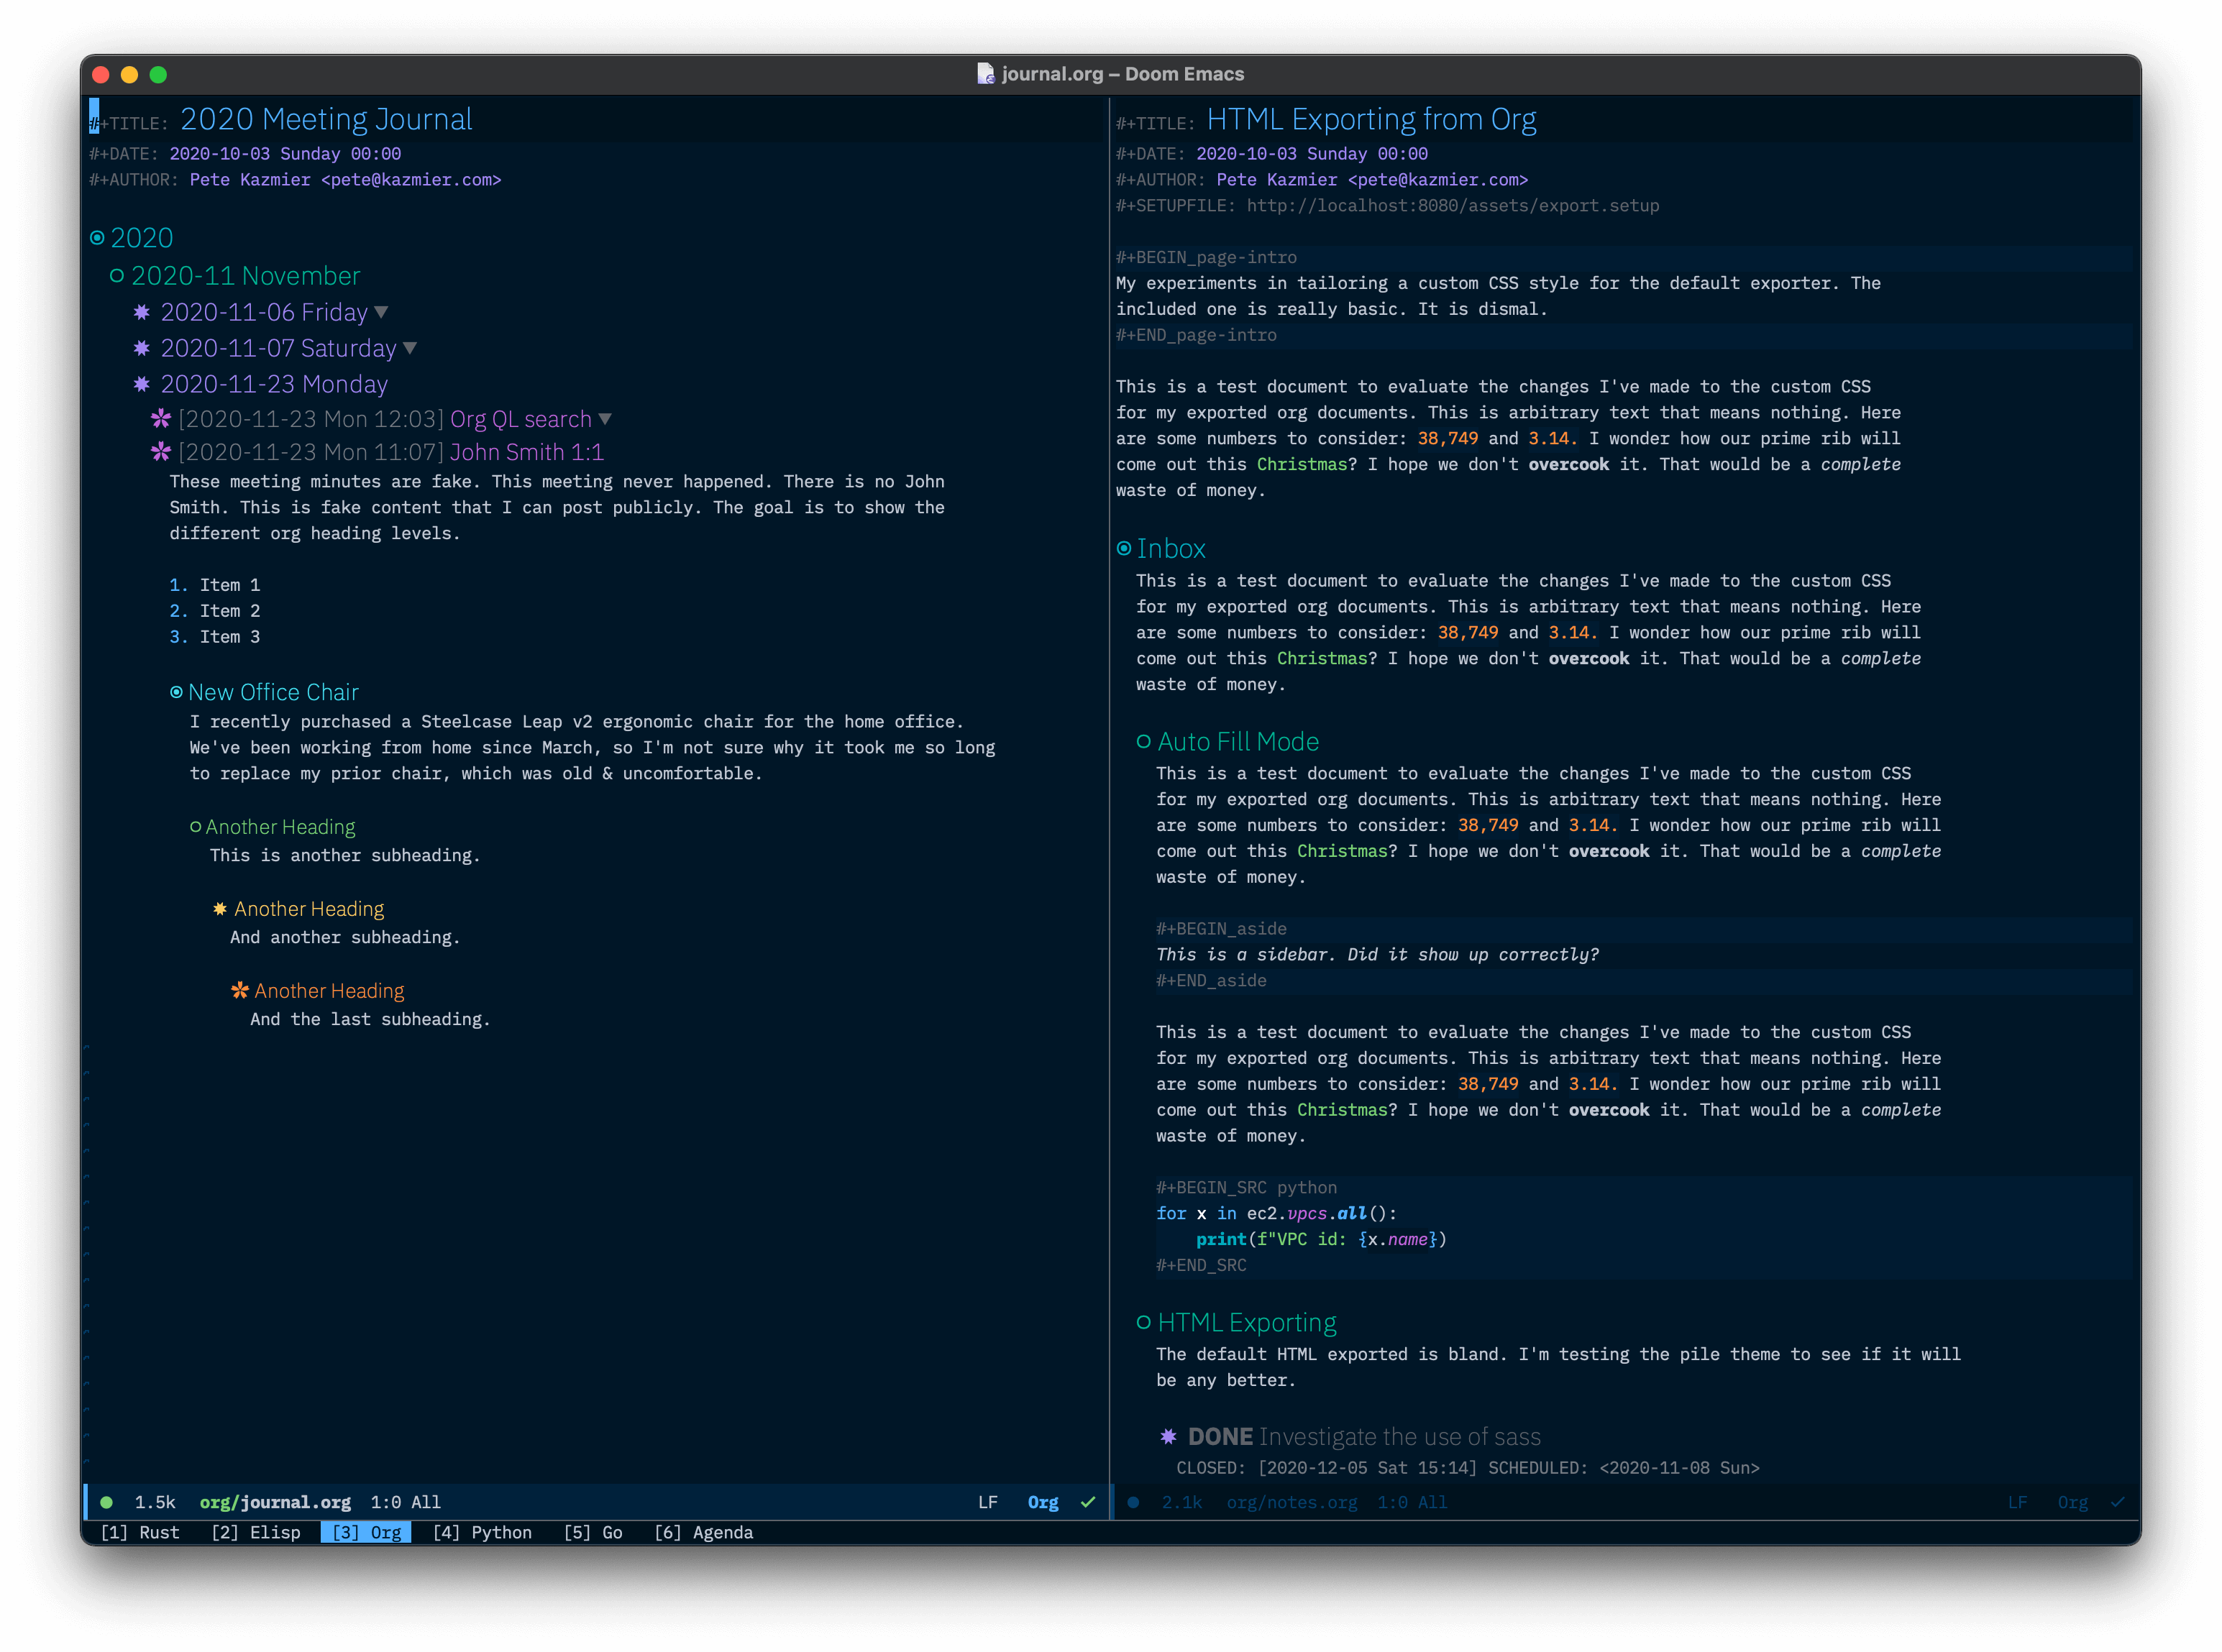 journal.org – Doom Emacs
#+TITLE: 2020 Meeting Journal
#+DATE: 2020-10-03 Sunday 00:00
#+AUTHOR: Pete Kazmier <pete@kazmier.com>
2020
2020-11 November
2020-11-06 Friday ▼
2020-11-07 Saturday ▼
2020-11-23 Monday
[2020-11-23 Mon 12:03] Org QL search ▼
[2020-11-23 Mon 11:07] John Smith 1:1
These meeting minutes are fake. This meeting never happened. There is no John
Smith. This is fake content that I can post publicly. The goal is to show the
different org heading levels.
1. Item 1
2. Item 2
3. Item 3
New Office Chair
I recently purchased a Steelcase Leap v2 ergonomic chair for the home office.
We've been working from home since March, so I'm not sure why it took me so long
to replace my prior chair, which was old & uncomfortable.
Another Heading
This is another subheading.
Another Heading
And another subheading.
Another Heading
And the last subheading.
1.5k org/journal.org 1:0 All LF Org ✓
#+TITLE: HTML Exporting from Org
#+DATE: 2020-10-03 Sunday 00:00
#+AUTHOR: Pete Kazmier <pete@kazmier.com>
#+SETUPFILE: http://localhost:8080/assets/export.setup
#+BEGIN_page-intro
My experiments in tailoring a custom CSS style for the default exporter. The
included one is really basic. It is dismal.
#+END_page-intro
This is a test document to evaluate the changes I've made to the custom CSS
for my exported org documents. This is arbitrary text that means nothing. Here
are some numbers to consider: 38,749 and 3.14. I wonder how our prime rib will
come out this Christmas? I hope we don't overcook it. That would be a complete
waste of money.
Inbox
This is a test document to evaluate the changes I've made to the custom CSS
for my exported org documents. This is arbitrary text that means nothing. Here
are some numbers to consider: 38,749 and 3.14. I wonder how our prime rib will
come out this Christmas? I hope we don't overcook it. That would be a complete
waste of money.
Auto Fill Mode
This is a test document to evaluate the changes I've made to the custom CSS
for my exported org documents. This is arbitrary text that means nothing. Here
are some numbers to consider: 38,749 and 3.14. I wonder how our prime rib will
come out this Christmas? I hope we don't overcook it. That would be a complete
waste of money.
#+BEGIN_aside
This is a sidebar. Did it show up correctly?
#+END_aside
This is a test document to evaluate the changes I've made to the custom CSS
for my exported org documents. This is arbitrary text that means nothing. Here
are some numbers to consider: 38,749 and 3.14. I wonder how our prime rib will
come out this Christmas? I hope we don't overcook it. That would be a complete
waste of money.
#+BEGIN_SRC python
for x in ec2.vpcs.all():
    print(f"VPC id: {x.name})
#+END_SRC
HTML Exporting
The default HTML exported is bland. I'm testing the pile theme to see if it will
be any better.
DONE Investigate the use of sass
CLOSED: [2020-12-05 Sat 15:14] SCHEDULED: <2020-11-08 Sun>
2.1k org/notes.org 1:0 All LF Org ✓
[1] Rust [2] Elisp [3] Org [4] Python [5] Go [6] Agenda